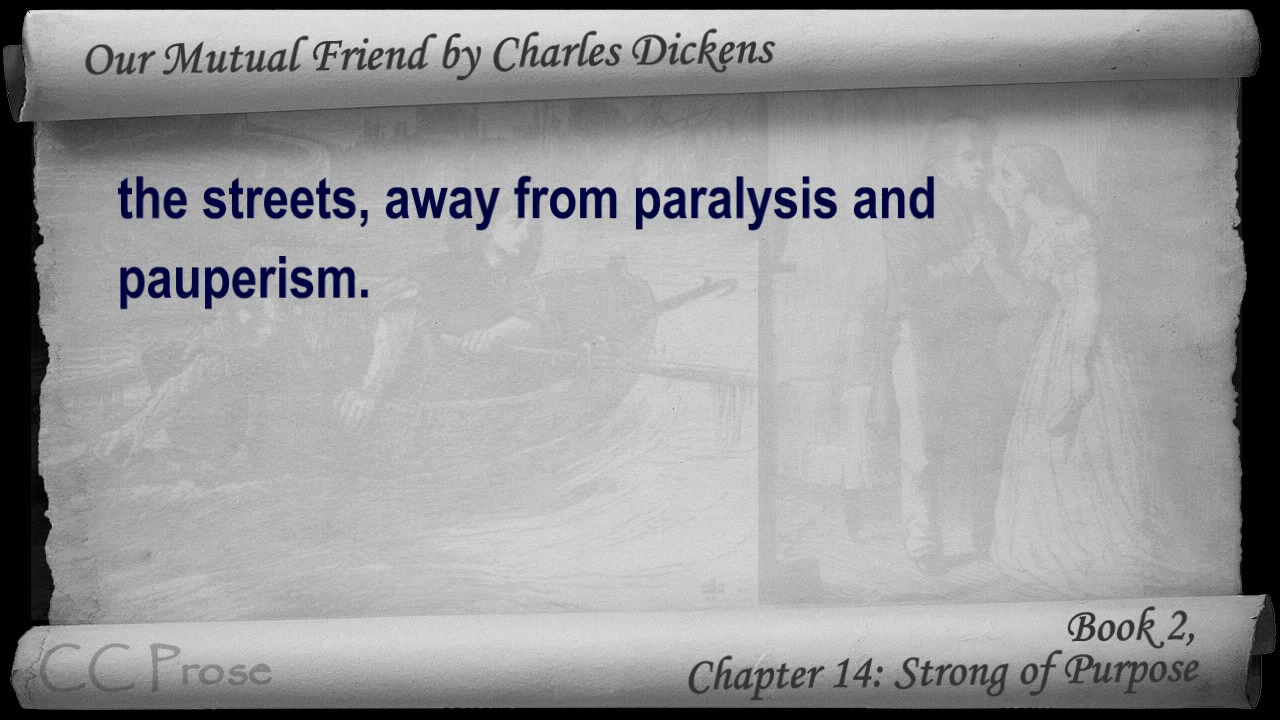 Our Mutual Friend by Charles Dickens
the streets, away from paralysis and
pauperism.
CC Prose
Book 2,
Chapter 14: Strong of Purpose